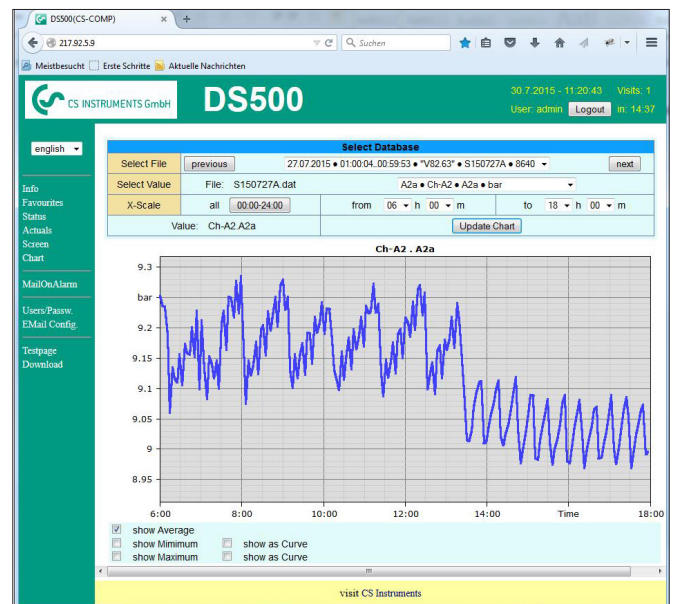 DS500(CS-COMP) × +
217.92.5.9 Suchen
Meistbesucht Erste Schritte Aktuelle Nachrichten
CS INSTRUMENTS GmbH
DS500
30.7.2015 - 11:20:43 Visits: 1
User: admin Logout in: 14:37
english
Info
Favourites
Status
Actuals
Screen
Chart
MailOnAlarm
Users/Passw.
EMail Config.
Testpage
Download
Select Database
Select File previous 27.07.2015 ● 01:00:04..00:59:53 ● "V82.63" ● S150727A ● 8640 next
Select Value File: S150727A.dat A2a ● Ch-A2 ● A2a ● bar
X-Scale all 00:00-24:00 from 06 h 00 m to 18 h 00 m
Value: Ch-A2.A2a Update Chart
Ch-A2 . A2a
9.3
bar
9.2
9.15
9.1
9.05
9
8.95
6:00 8:00 10:00 12:00 14:00 Time 18:00
show Average
show Mimimum show as Curve
show Maximum show as Curve
visit CS Instruments